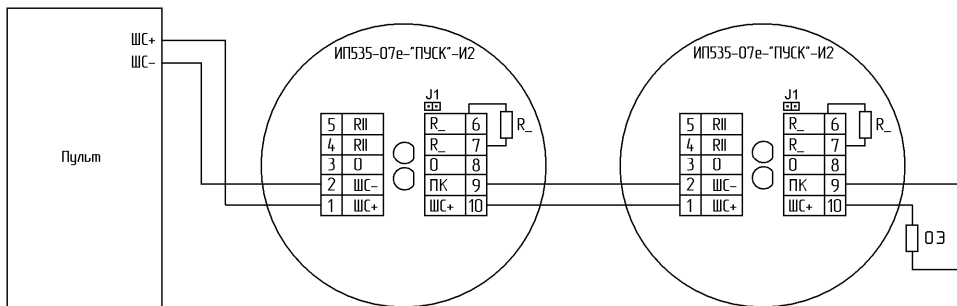 ШС+
ШС-
Пульт
ИП535-07е-"ПУСК"-И2
J1
5 RII
4 RII
3 0
2 ШС-
1 ШС+
R_ 6
R_ 7
0 8
ПК 9
ШС+ 10
R_
ИП535-07е-"ПУСК"-И2
J1
5 RII
4 RII
3 0
2 ШС-
1 ШС+
R_ 6
R_ 7
0 8
ПК 9
ШС+ 10
R_
ОЭ